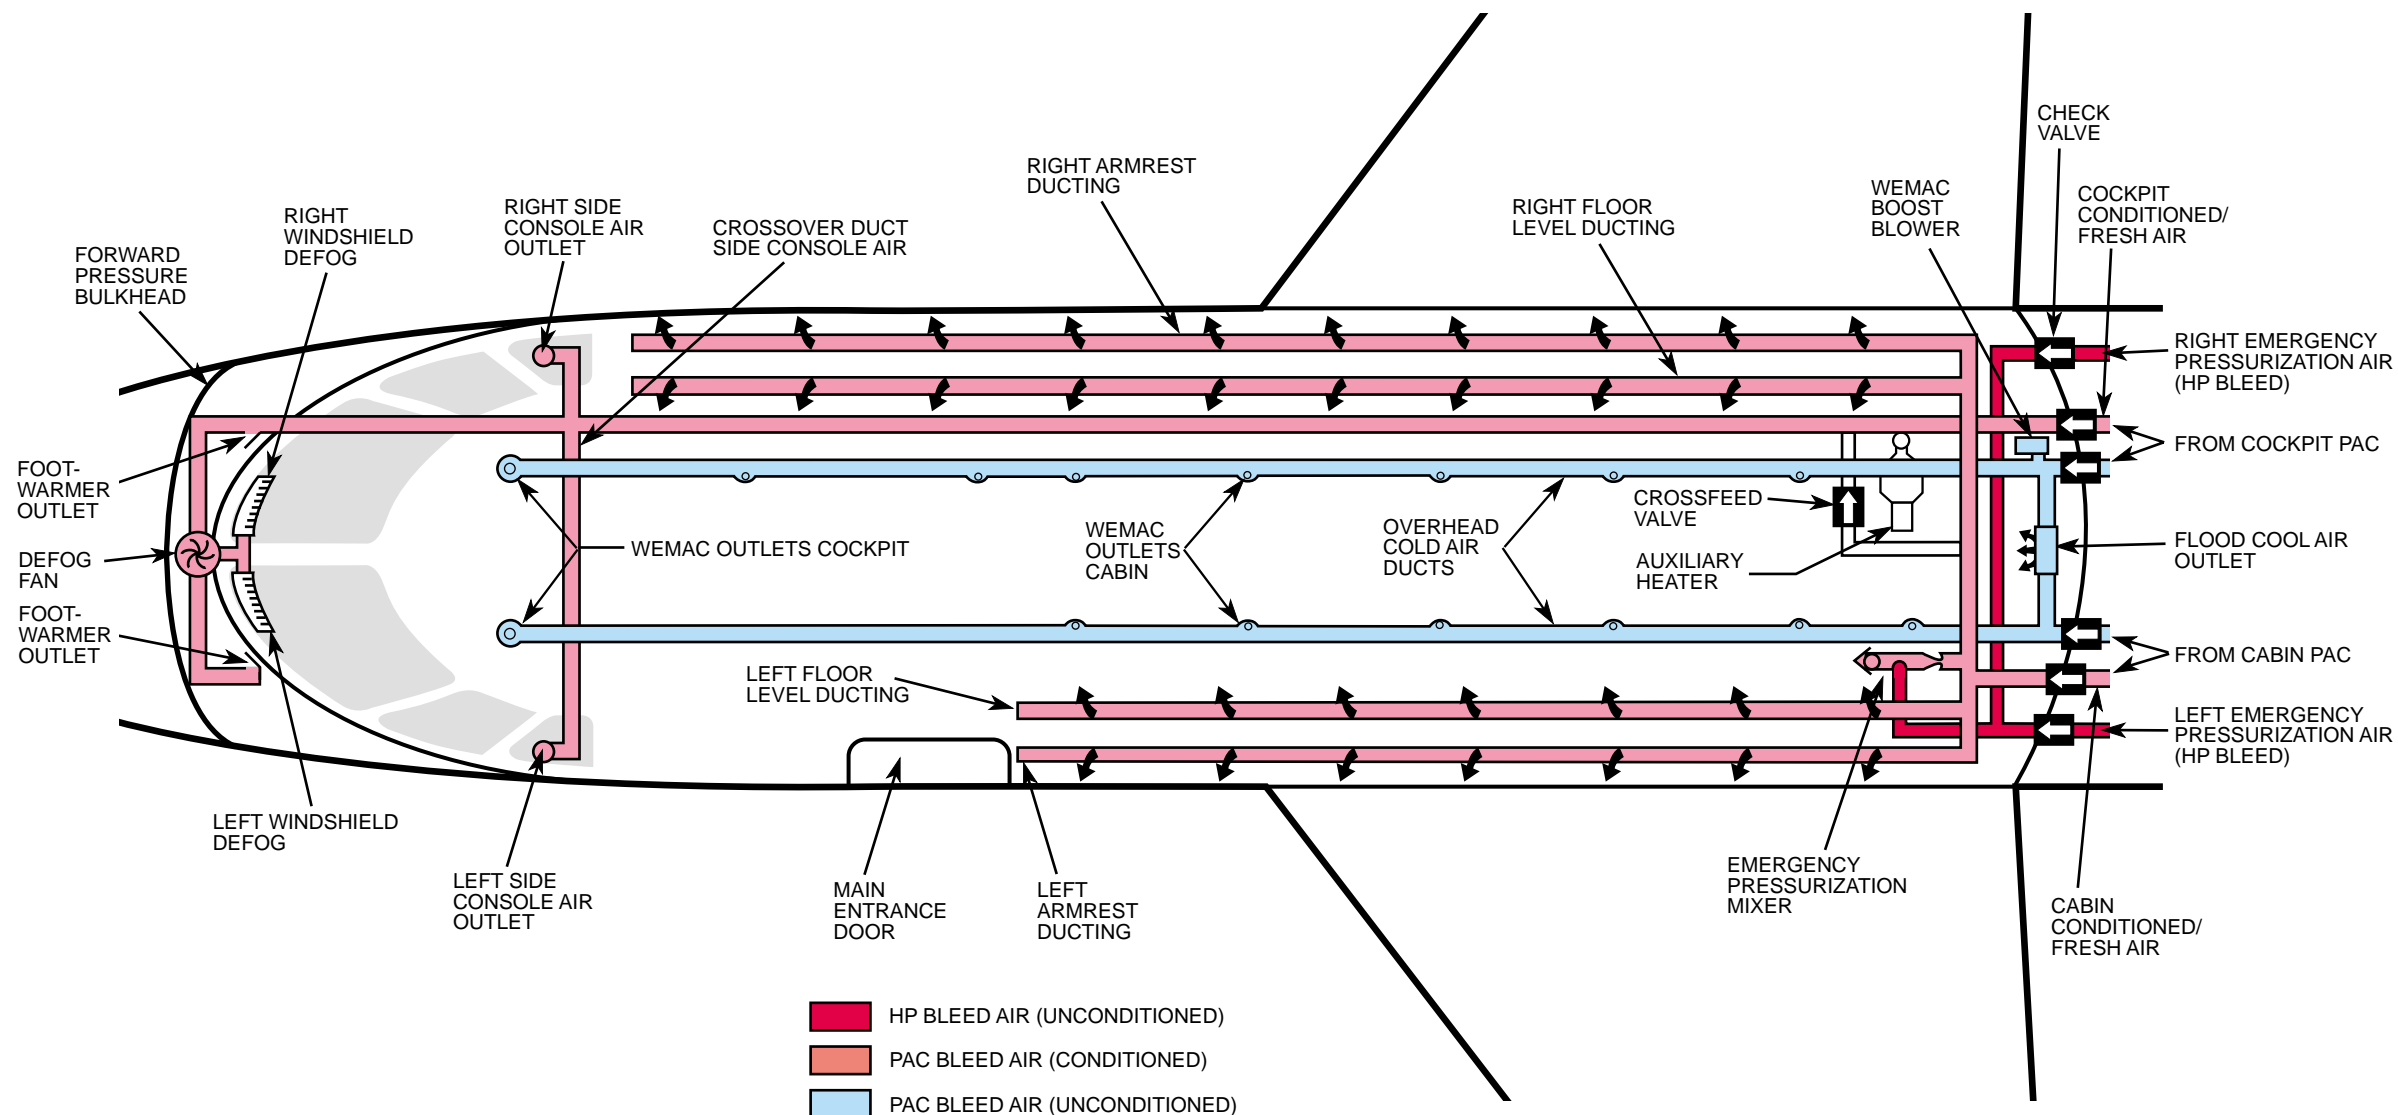 CHECK
VALVE
RIGHT ARMREST
DUCTING
WEMAC
BOOST
BLOWER
COCKPIT
CONDITIONED/
FRESH AIR
RIGHT
WINDSHIELD
DEFOG
RIGHT SIDE
CONSOLE AIR
OUTLET
CROSSOVER DUCT
SIDE CONSOLE AIR
RIGHT FLOOR
LEVEL DUCTING
FORWARD
PRESSURE
BULKHEAD
RIGHT EMERGENCY
PRESSURIZATION AIR
(HP BLEED)
FROM COCKPIT PAC
FOOT-
WARMER
OUTLET
CROSSFEED
VALVE
WEMAC OUTLETS COCKPIT
WEMAC
OUTLETS
CABIN
OVERHEAD
COLD AIR
DUCTS
FLOOD COOL AIR
OUTLET
DEFOG
FAN
AUXILIARY
HEATER
FOOT-
WARMER
OUTLET
FROM CABIN PAC
LEFT FLOOR
LEVEL DUCTING
LEFT EMERGENCY
PRESSURIZATION AIR
(HP BLEED)
LEFT WINDSHIELD
DEFOG
LEFT SIDE
CONSOLE AIR
OUTLET
MAIN
ENTRANCE
DOOR
LEFT
ARMREST
DUCTING
EMERGENCY
PRESSURIZATION
MIXER
CABIN
CONDITIONED/
FRESH AIR
HP BLEED AIR (UNCONDITIONED)
PAC BLEED AIR (CONDITIONED)
PAC BLEED AIR (UNCONDITIONED)